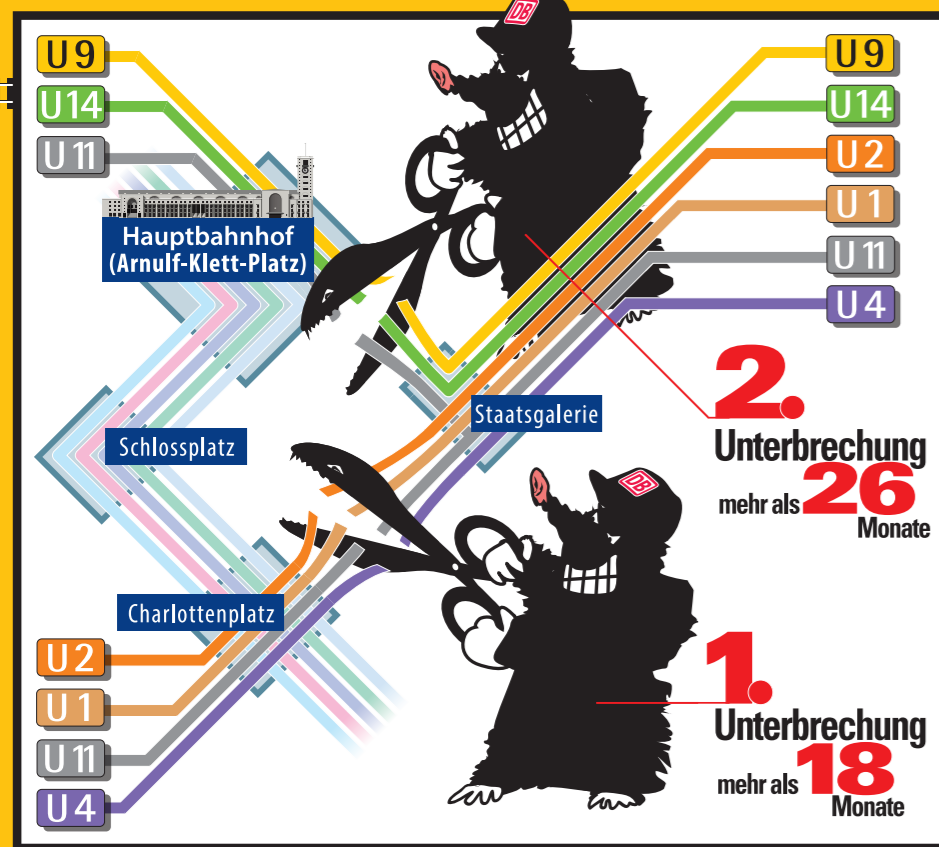 DB
U9
U14
U11
Hauptbahnhof
(Arnulf-Klett-Platz)
Schlossplatz
Charlottenplatz
U2
U1
U11
U4
Staatsgalerie
DB
U9
U14
U2
U1
U11
U4
2.
Unterbrechung
mehr als 26
Monate
1.
Unterbrechung
mehr als 18
Monate